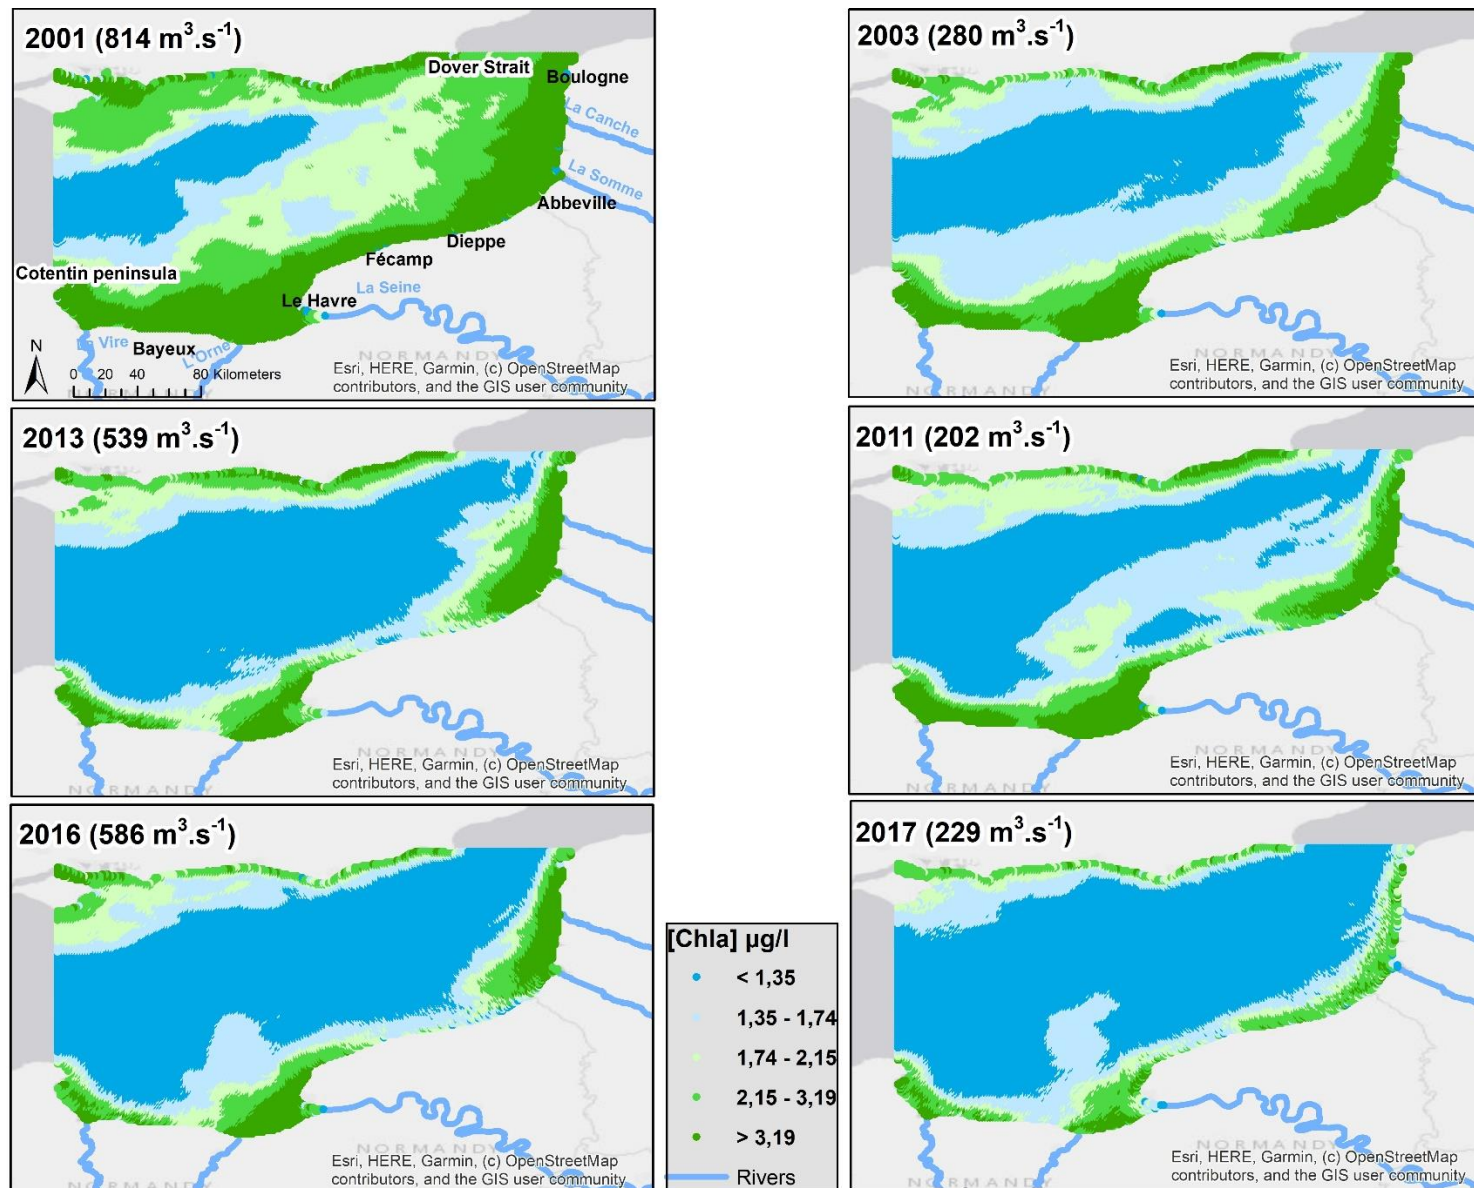 2001 (814 m³.s⁻¹)
Dover Strait
Boulogne
La Canche
La Somme
Abbeville
Dieppe
Fécamp
Cotentin peninsula
Le Havre
La Seine
La Vire
Bayeux
L'Orne
N
0 20 40 80 Kilometers
NORMANDY
NORMANDY
Esri, HERE, Garmin, (c) OpenStreetMap
contributors, and the GIS user community
2003 (280 m³.s⁻¹)
NORMANDY
NORMANDY
Esri, HERE, Garmin, (c) OpenStreetMap
contributors, and the GIS user community
2013 (539 m³.s⁻¹)
NORMANDY
NORMANDY
Esri, HERE, Garmin, (c) OpenStreetMap
contributors, and the GIS user community
2011 (202 m³.s⁻¹)
NORMANDY
NORMANDY
Esri, HERE, Garmin, (c) OpenStreetMap
contributors, and the GIS user community
2016 (586 m³.s⁻¹)
NORMANDY
NORMANDY
Esri, HERE, Garmin, (c) OpenStreetMap
contributors, and the GIS user community
[Chla] µg/l
< 1,35
1,35 - 1,74
1,74 - 2,15
2,15 - 3,19
> 3,19
Rivers
2017 (229 m³.s⁻¹)
NORMANDY
NORMANDY
Esri, HERE, Garmin, (c) OpenStreetMap
contributors, and the GIS user community